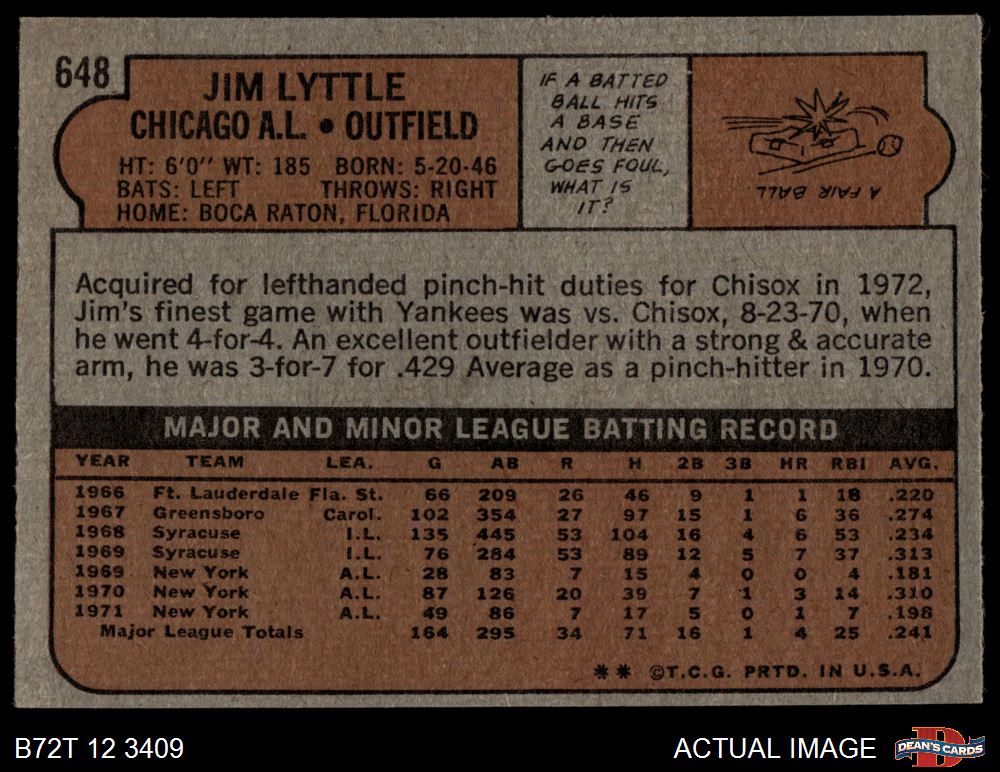 648
JIM LYTTLE
CHICAGO A.L. • OUTFIELD
HT: 6'0" WT: 185 BORN: 5-20-46
BATS: LEFT THROWS: RIGHT
HOME: BOCA RATON, FLORIDA
IF A BATTED
BALL HITS
A BASE
AND THEN
GOES FOUL,
WHAT IS
IT?
A FAIR BALL.
Acquired for lefthanded pinch-hit duties for Chisox in 1972,
Jim's finest game with Yankees was vs. Chisox, 8-23-70, when
he went 4-for-4. An excellent outfielder with a strong & accurate
arm, he was 3-for-7 for .429 Average as a pinch-hitter in 1970.
MAJOR AND MINOR LEAGUE BATTING RECORD
YEAR TEAM LEA. G AB R H 2B 3B HR RBI AVG.
1966 Ft. Lauderdale Fla. St. 66 209 26 46 9 1 1 18 .220
1967 Greensboro Carol. 102 354 27 97 15 1 6 36 .274
1968 Syracuse I.L. 135 445 53 104 16 4 6 53 .234
1969 Syracuse I.L. 76 284 53 89 12 5 7 37 .313
1969 New York A.L. 28 83 7 15 4 0 0 4 .181
1970 New York A.L. 87 126 20 39 7 1 3 14 .310
1971 New York A.L. 49 86 7 17 5 0 1 7 .198
Major League Totals 164 295 34 71 16 1 4 25 .241
** ©T.C.G. PRTD. IN U.S.A.
B72T 12 3409
ACTUAL IMAGE
D
DEAN'S CARDS